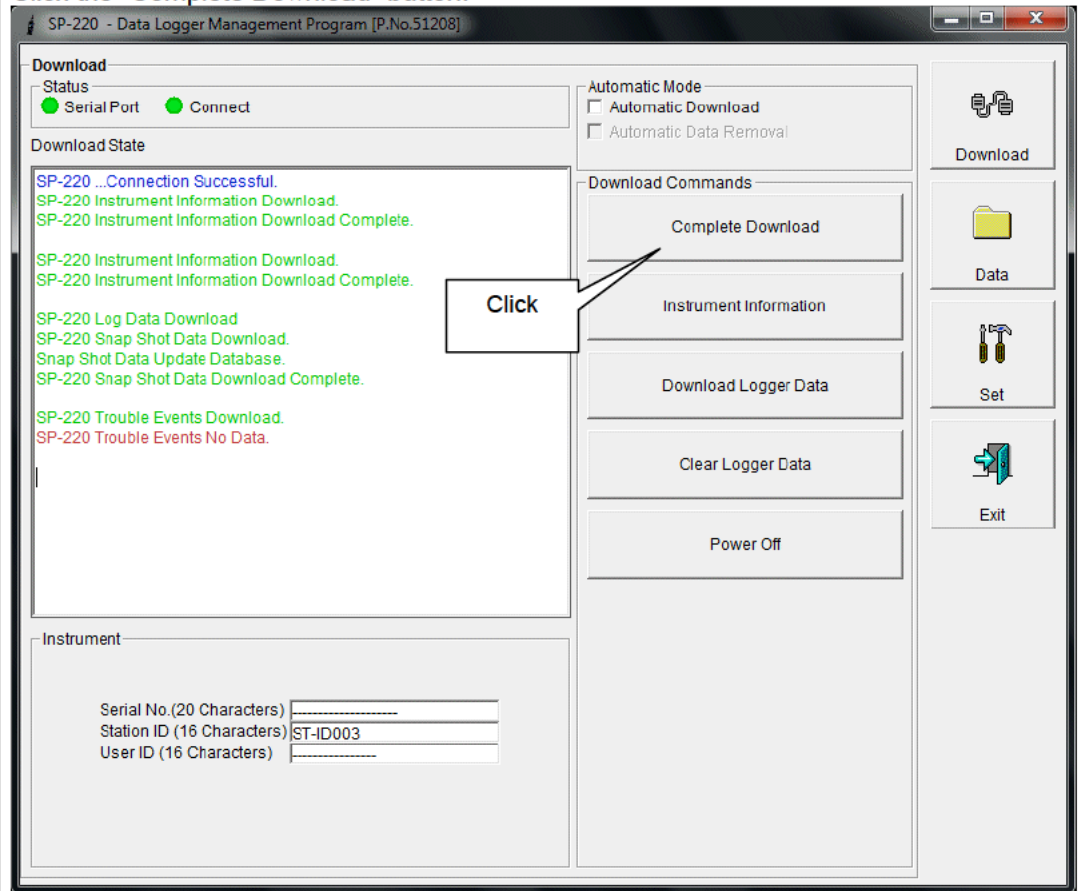 SP-220 - Data Logger Management Program [P.No.51208]
Download
Status
Serial Port Connect
Download State
SP-220 ...Connection Successful.
SP-220 Instrument Information Download.
SP-220 Instrument Information Download Complete.
SP-220 Instrument Information Download.
SP-220 Instrument Information Download Complete.
SP-220 Log Data Download
SP-220 Snap Shot Data Download.
Snap Shot Data Update Database.
SP-220 Snap Shot Data Download Complete.
SP-220 Trouble Events Download.
SP-220 Trouble Events No Data.
Instrument
Serial No.(20 Characters) --------------------
Station ID (16 Characters) ST-ID003
User ID (16 Characters) ----------------
Automatic Mode
Automatic Download
Automatic Data Removal
Download Commands
Complete Download
Click
Instrument Information
Download Logger Data
Clear Logger Data
Power Off
Download
Data
Set
Exit